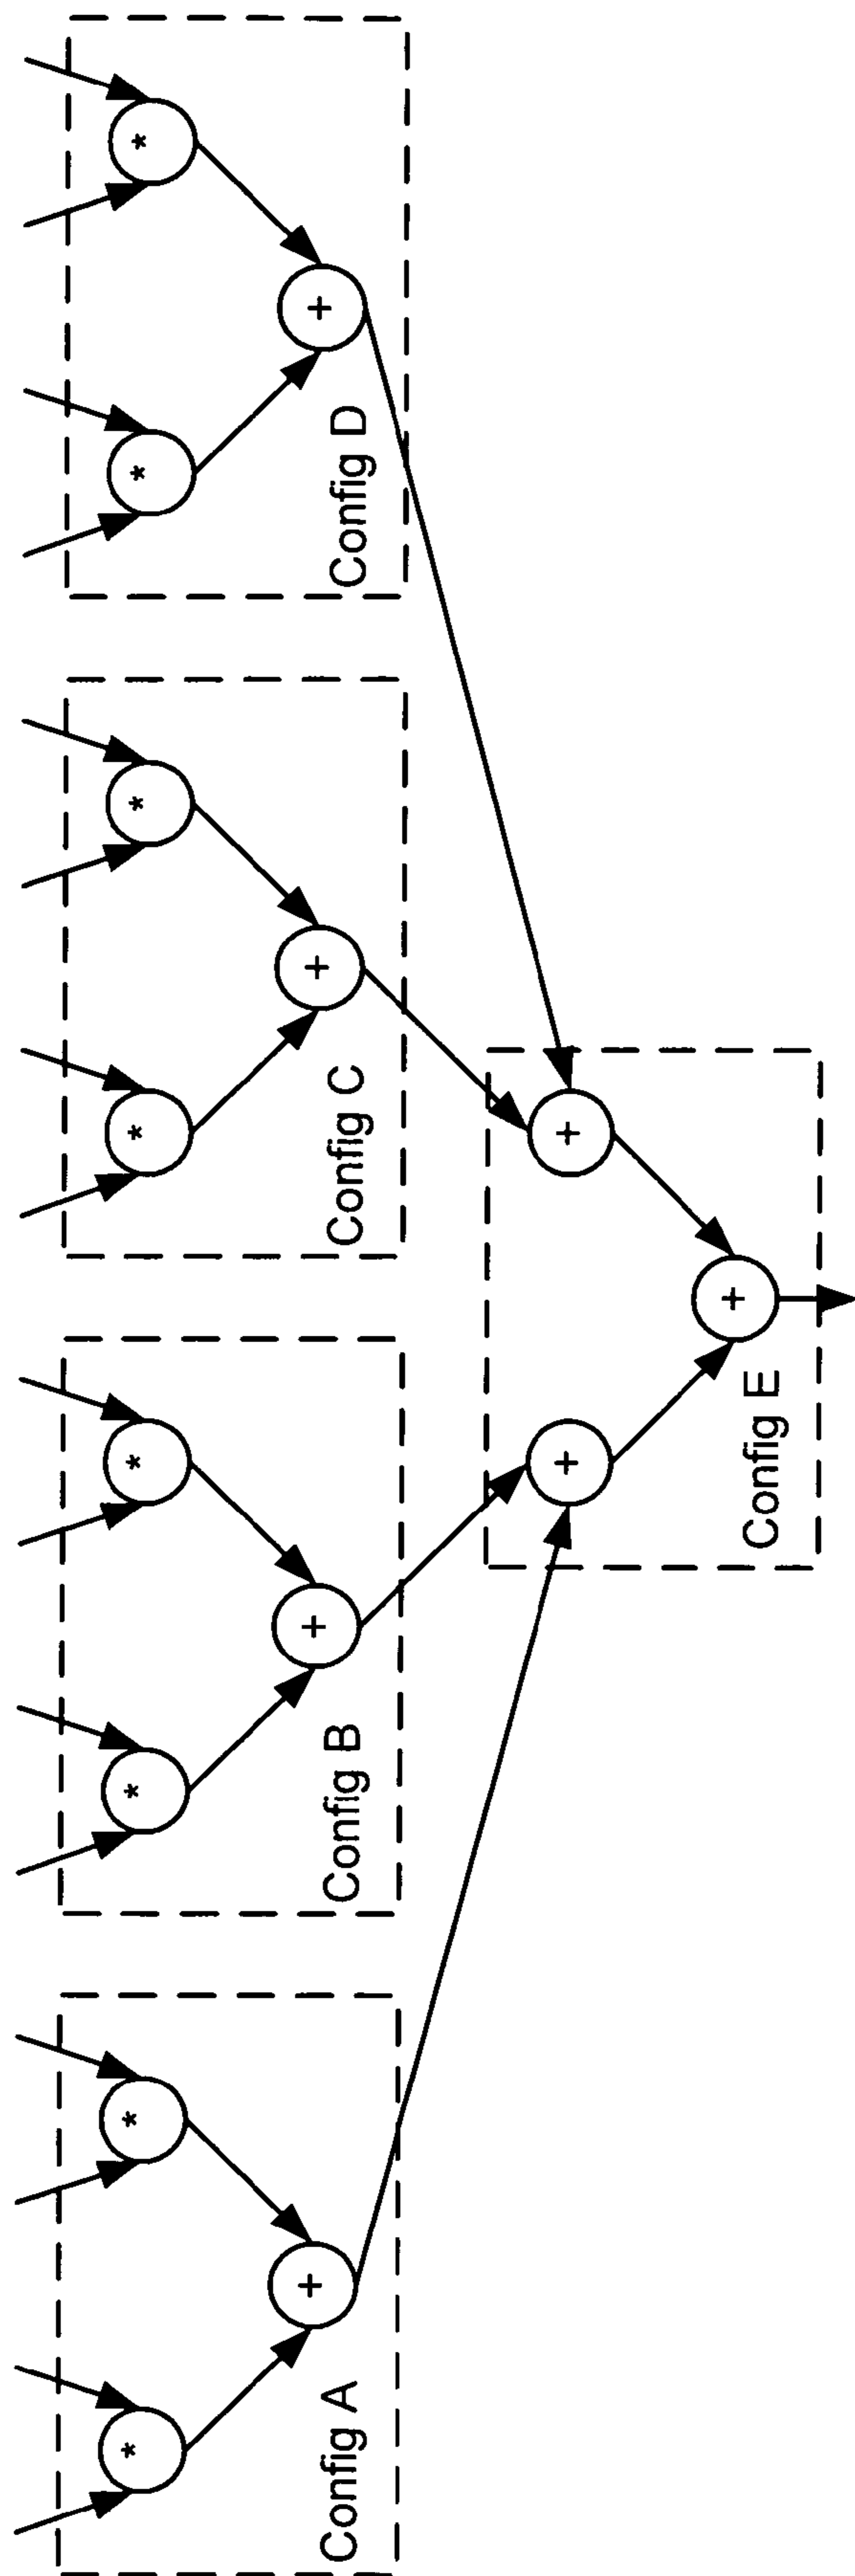 * * * * * * * *
+ + + +
Config A Config B Config C Config D
+ +
+
Config E